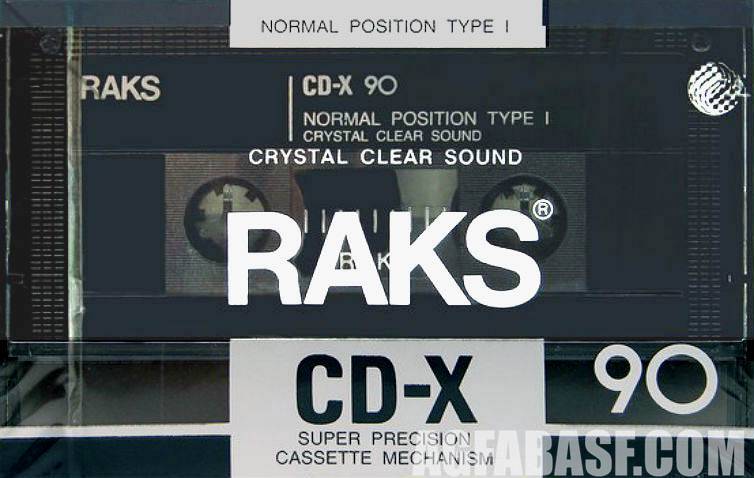 NORMAL POSITION TYPE I
RAKS
CD-X 90
NORMAL POSITION TYPE I
CRYSTAL CLEAR SOUND
CRYSTAL CLEAR SOUND
RAKS®
CD-X
90
SUPER PRECISION
CASSETTE MECHANISM
AGFABASF.COM